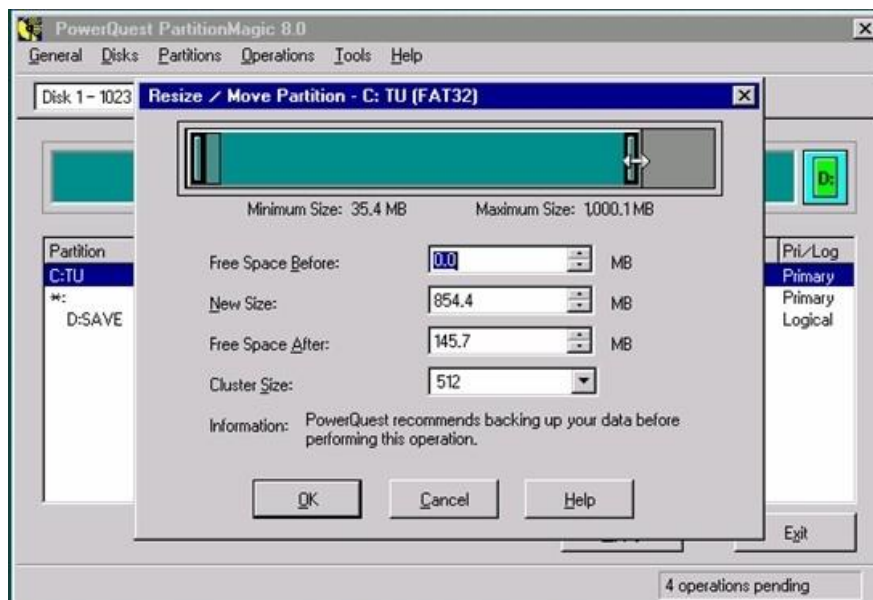 PowerQuest PartitionMagic 8.0
General Disks Partitions Operations Tools Help
Disk 1 - 1023
Resize / Move Partition - C: TU (FAT32)
D:
Minimum Size: 35.4 MB Maximum Size: 1,000.1 MB
Partition Pri/Log
C:TU Primary
*: Primary
D:SAVE Logical
Free Space Before: 0.0 MB
New Size: 854.4 MB
Free Space After: 145.7 MB
Cluster Size: 512
Information: PowerQuest recommends backing up your data before
performing this operation.
OK Cancel Help
Exit
4 operations pending